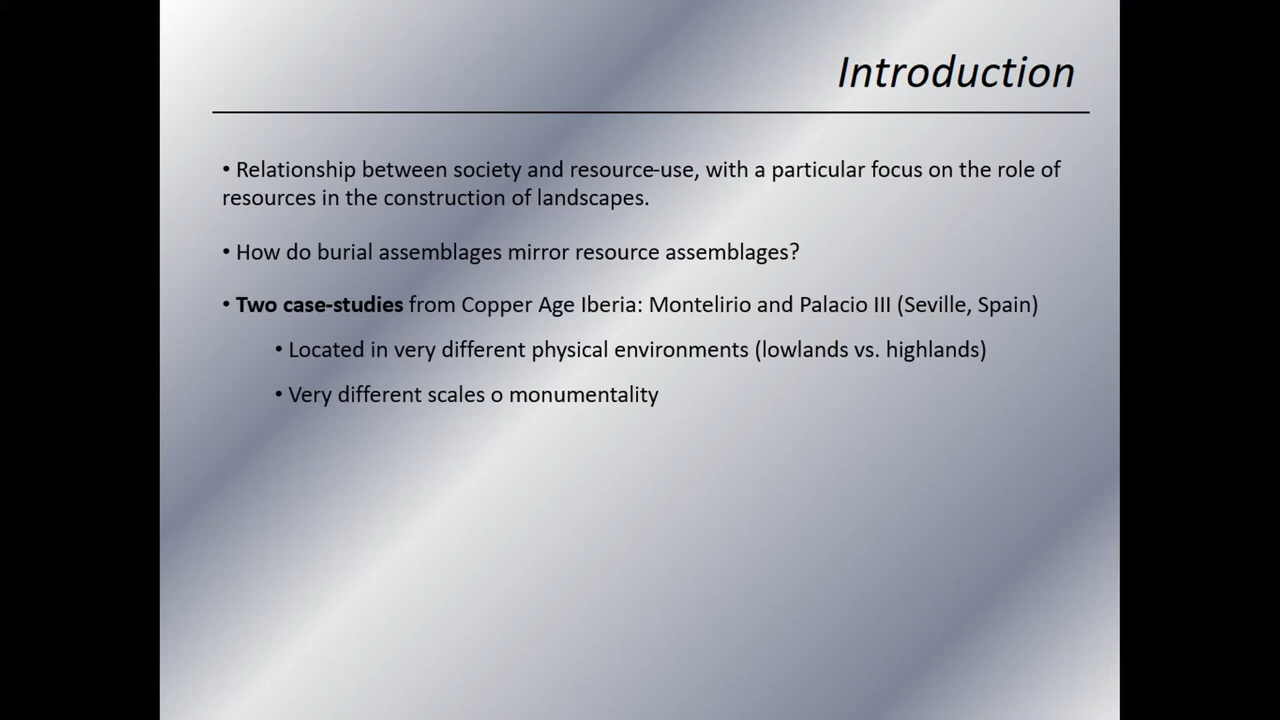 Introduction
• Relationship between society and resource-use, with a particular focus on the role of
resources in the construction of landscapes.
• How do burial assemblages mirror resource assemblages?
• Two case-studies from Copper Age Iberia: Montelirio and Palacio III (Seville, Spain)
• Located in very different physical environments (lowlands vs. highlands)
• Very different scales o monumentality